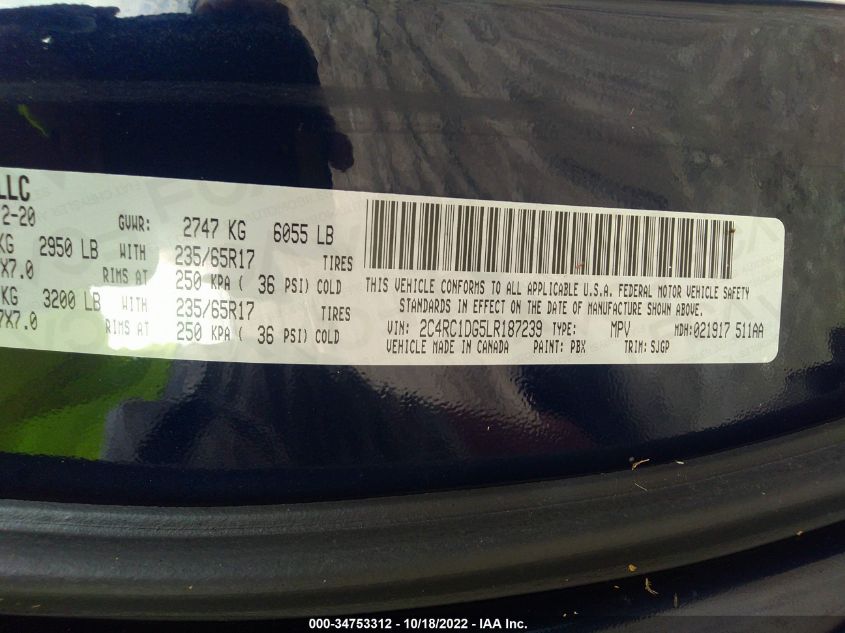 LLC
2-20
GVWR: 2747 KG 6055 LB
KG 2950 LB WITH 235/65R17 TIRES
X7.0 RIMS AT 250 KPA ( 36 PSI) COLD
KG 3200 LB WITH 235/65R17 TIRES
7X7.0 RIMS AT 250 KPA ( 36 PSI) COLD
THIS VEHICLE CONFORMS TO ALL APPLICABLE U.S.A. FEDERAL MOTOR VEHICLE SAFETY
STANDARDS IN EFFECT ON THE DATE OF MANUFACTURE SHOWN ABOVE.
VIN: 2C4RC1DG5LR187239 TYPE: MPV MDH:021917 511AA
VEHICLE MADE IN CANADA PAINT: PBX TRIM: SJGP
000-34753312 - 10/18/2022 - IAA Inc.